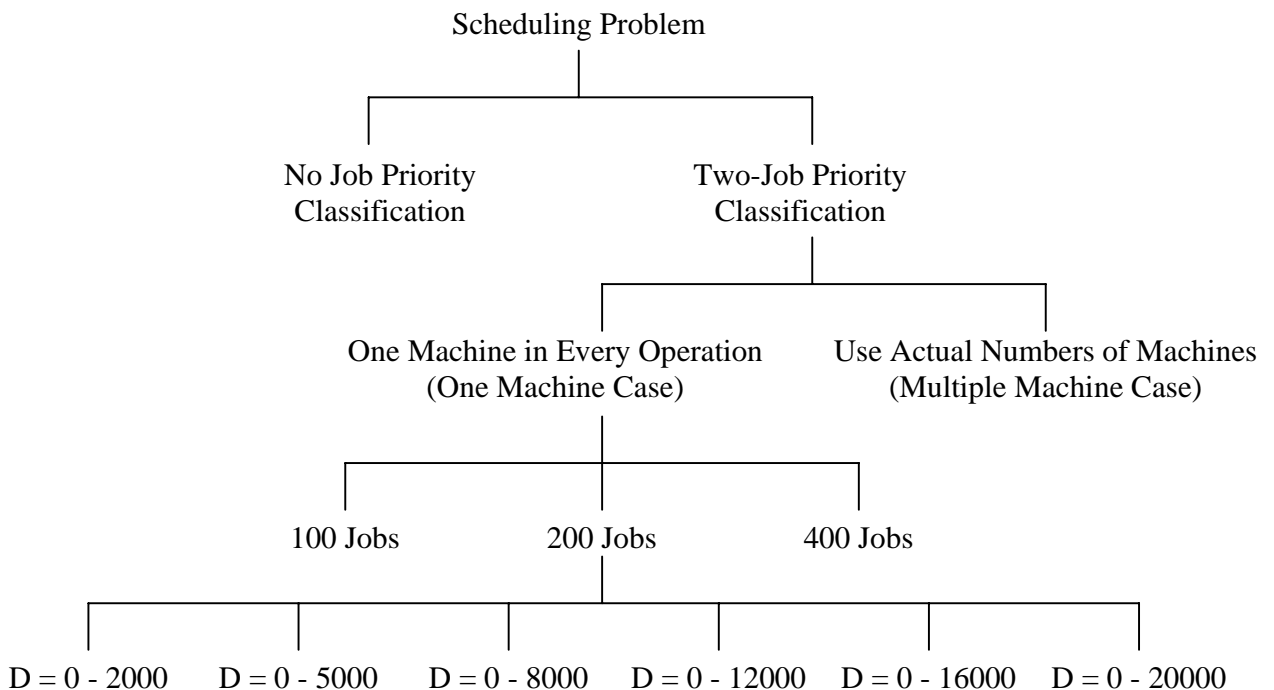 Scheduling Problem
No Job Priority
Classification
Two-Job Priority
Classification
One Machine in Every Operation
(One Machine Case)
Use Actual Numbers of Machines
(Multiple Machine Case)
100 Jobs
200 Jobs
400 Jobs
D = 0 - 2000
D = 0 - 5000
D = 0 - 8000
D = 0 - 12000
D = 0 - 16000
D = 0 - 20000